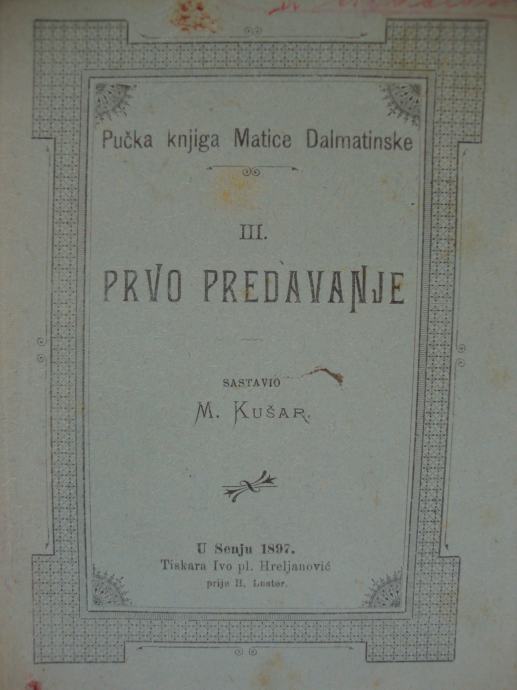 Pučka knjiga Matice Dalmatinske
III.
PRVO PREDAVANJE
SASTAVIO
M. KUŠAR.
U Senju 1897.
Tiskara Ivo pl. Hreljanović
prije H. Luster.